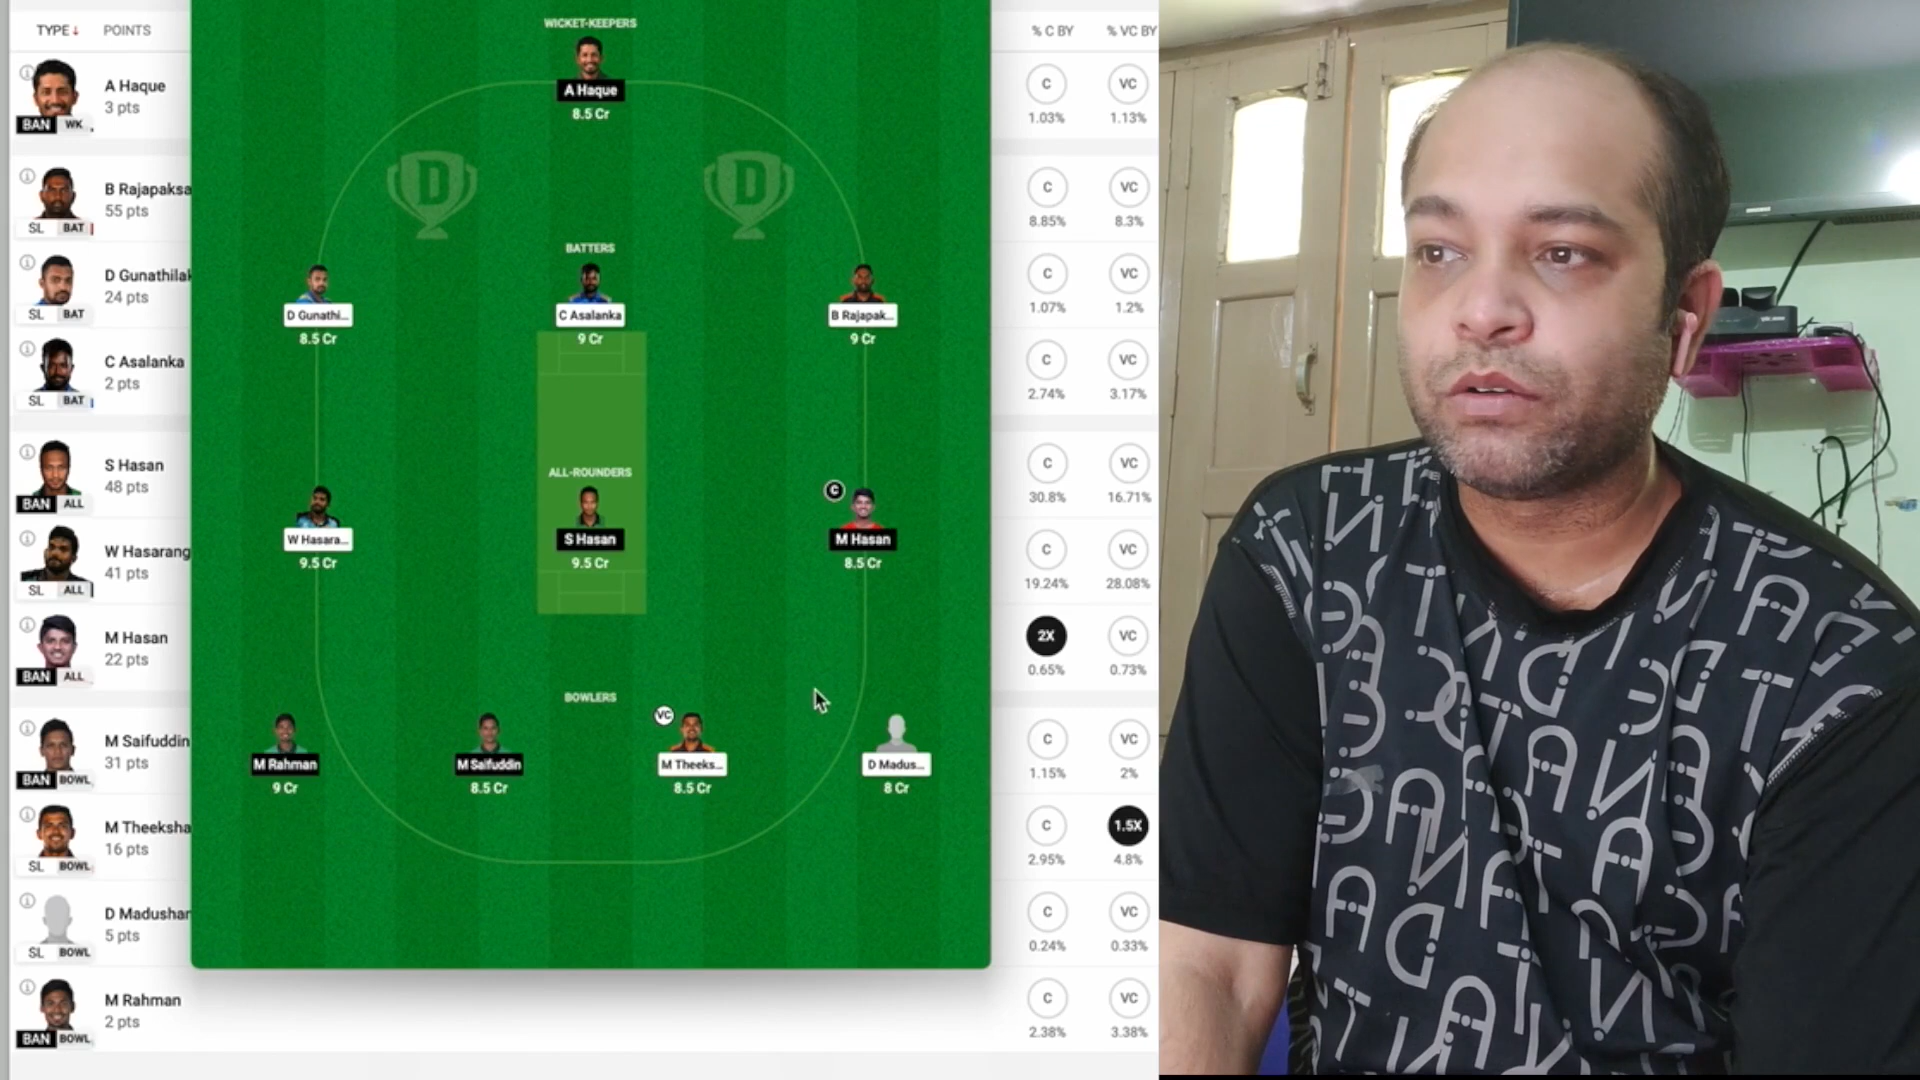 TYPE↓ POINTS
WICKET-KEEPERS
% C BY % VC BY
A Haque
3 pts
BAN WK
A Haque
8.5 Cr
C VC
1.03% 1.13%
B Rajapaksa
55 pts
SL BAT
D D
C VC
8.85% 8.3%
BATTERS
D Gunathilak
24 pts
SL BAT
D Gunathi... C Asalanka B Rajapak...
8.5 Cr 9 Cr 9 Cr
C VC
1.07% 1.2%
C Asalanka
2 pts
SL BAT
C VC
2.74% 3.17%
ALL-ROUNDERS
S Hasan
48 pts
BAN ALL
C
C VC
30.8% 16.71%
W Hasarang
41 pts
SL ALL
W Hasara... S Hasan M Hasan
9.5 Cr 9.5 Cr 8.5 Cr
C VC
19.24% 28.08%
M Hasan
22 pts
BAN ALL
2X VC
0.65% 0.73%
BOWLERS
M Saifuddin
31 pts
BAN BOWL
VC
M Rahman M Saifuddin M Theeks... D Madus...
9 Cr 8.5 Cr 8.5 Cr 8 Cr
C VC
1.15% 2%
M Theeksha
16 pts
SL BOWL
C 1.5X
2.95% 4.8%
D Madushan
5 pts
SL BOWL
C VC
0.24% 0.33%
M Rahman
2 pts
BAN BOWL
C VC
2.38% 3.38%